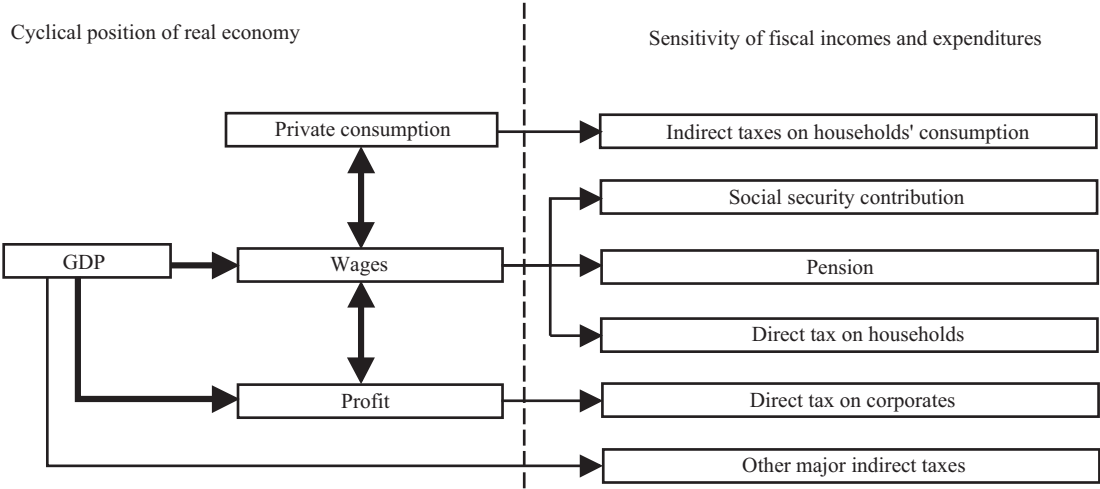 Cyclical position of real economy
Sensitivity of fiscal incomes and expenditures
Private consumption
Indirect taxes on households' consumption
Social security contribution
GDP
Wages
Pension
Direct tax on households
Profit
Direct tax on corporates
Other major indirect taxes